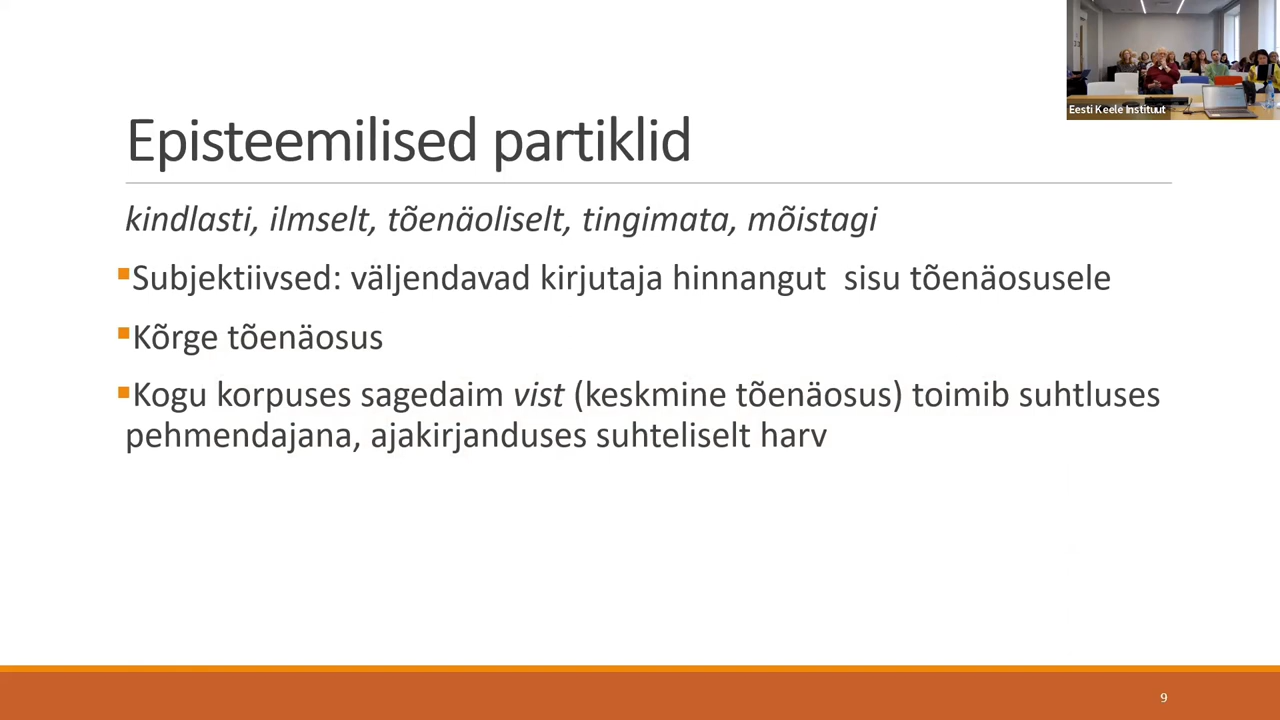 Eesti Keele Instituut
Episteemilised partiklid
kindlasti, ilmselt, tõenäoliselt, tingimata, mõistagi
Subjektiivsed: väljendavad kirjutaja hinnangut sisu tõenäosusele
Kõrge tõenäosus
Kogu korpuses sagedaim vist (keskmine tõenäosus) toimib suhtluses
pehmendajana, ajakirjanduses suhteliselt harv
9